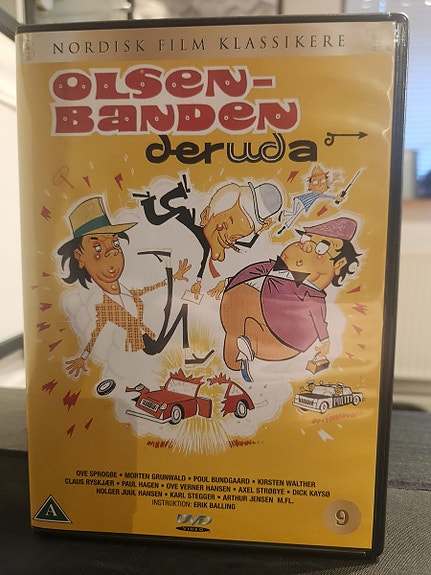 NORDISK FILM KLASSIKERE
OLSEN-
BANDEN
deruda
POLITI
OVE SPROGØE • MORTEN GRUNWALD • POUL BUNDGAARD • KIRSTEN WALTHER
CLAUS RYSKJÆR • PAUL HAGEN • OVE VERNER HANSEN • AXEL STRØBYE • DICK KAYSØ
HOLGER JUUL HANSEN • KARL STEGGER • ARTHUR JENSEN M.FL.
INSTRUKTION: ERIK BALLING
A
VIDEO
9